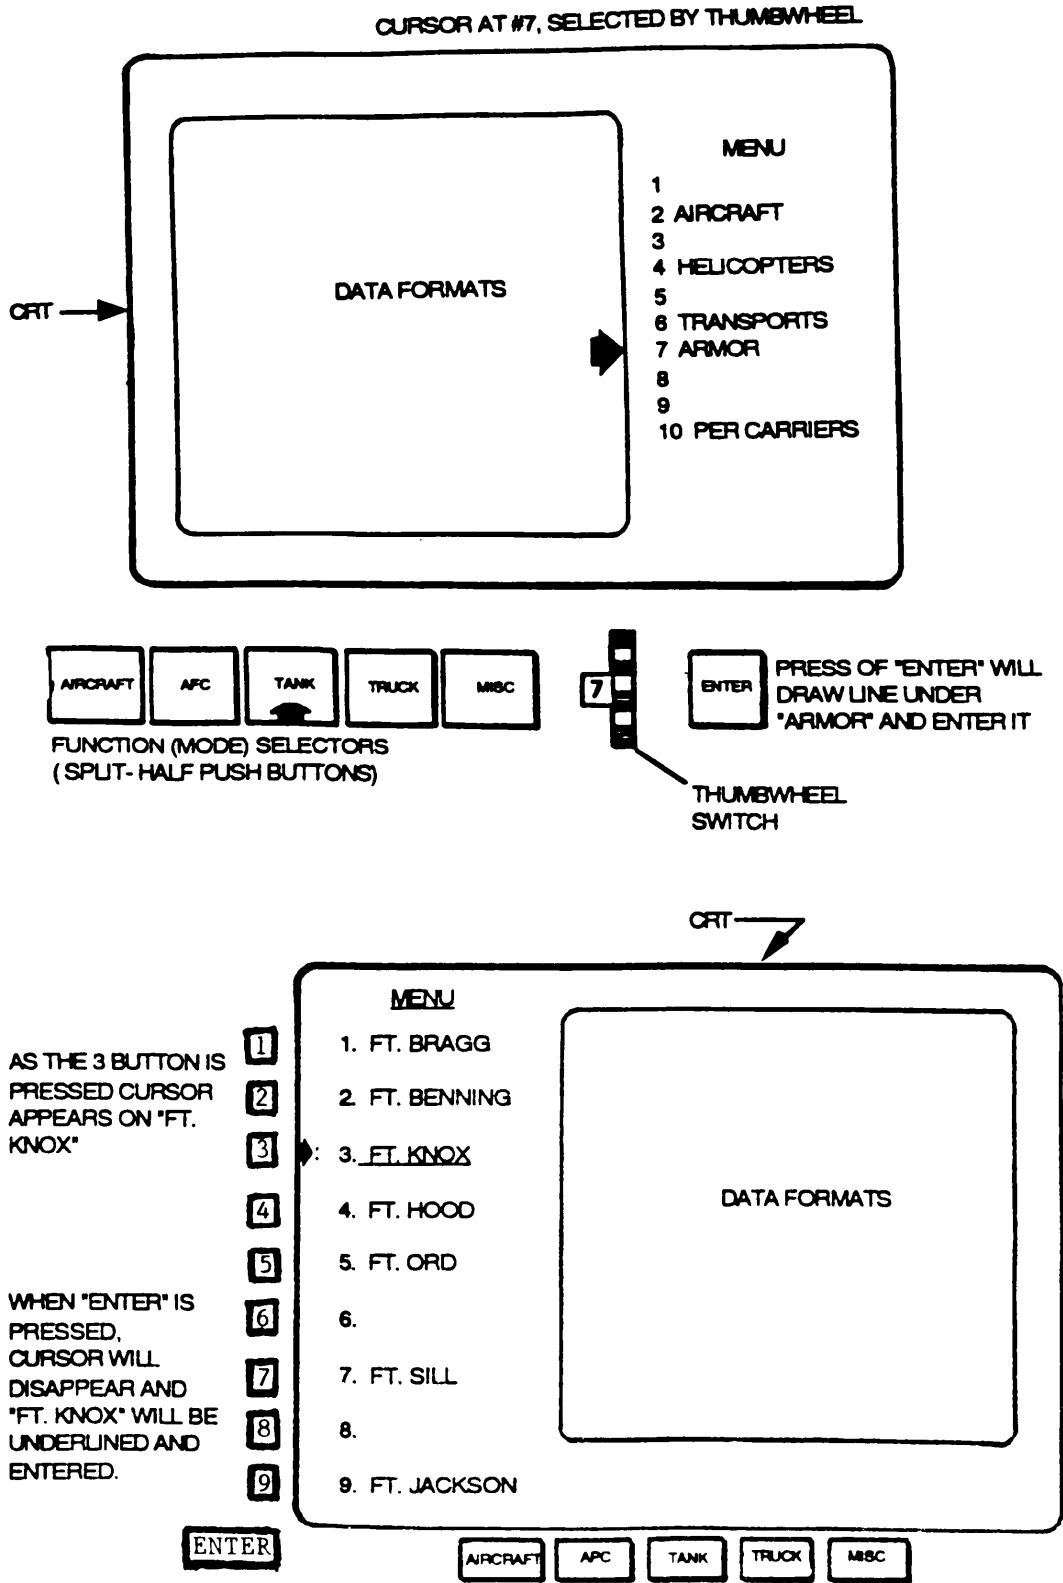 CURSOR AT #7, SELECTED BY THUMBWHEEL
MENU
1
2 AIRCRAFT
3
4 HELICOPTERS
5
6 TRANSPORTS
7 ARMOR
8
9
10 PER CARRIERS
DATA FORMATS
CRT
AIRCRAFT
AFC
TANK
TRUCK
MISC
7
ENTER
PRESS OF "ENTER" WILL
DRAW LINE UNDER
"ARMOR" AND ENTER IT
FUNCTION (MODE) SELECTORS
( SPLIT- HALF PUSH BUTTONS)
THUMBWHEEL
SWITCH
CRT
MENU
1. FT. BRAGG
2. FT. BENNING
3. FT. KNOX
4. FT. HOOD
5. FT. ORD
6.
7. FT. SILL
8.
9. FT. JACKSON
DATA FORMATS
AS THE 3 BUTTON IS
PRESSED CURSOR
APPEARS ON "FT.
KNOX"
WHEN "ENTER" IS
PRESSED,
CURSOR WILL
DISAPPEAR AND
"FT. KNOX" WILL BE
UNDERLINED AND
ENTERED.
1
2
3
4
5
6
7
8
9
ENTER
AIRCRAFT
APC
TANK
TRUCK
MISC